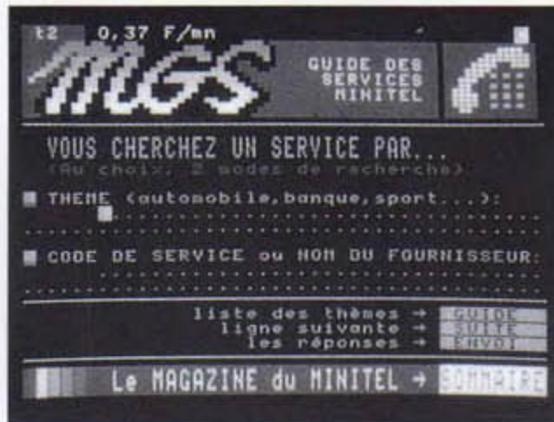 t2 0,37 F/mn
MGS
GUIDE DES
SERVICES
MINITEL
VOUS CHERCHEZ UN SERVICE PAR...
(Au choix, 2 modes de recherche)
THEME (automobile,banque,sport...):
CODE DE SERVICE ou NOM DU FOURNISSEUR:
liste des thèmes → GUIDE
ligne suivante → SUITE
les réponses → ENVOI
Le MAGAZINE du MINITEL → SOMMAIRE